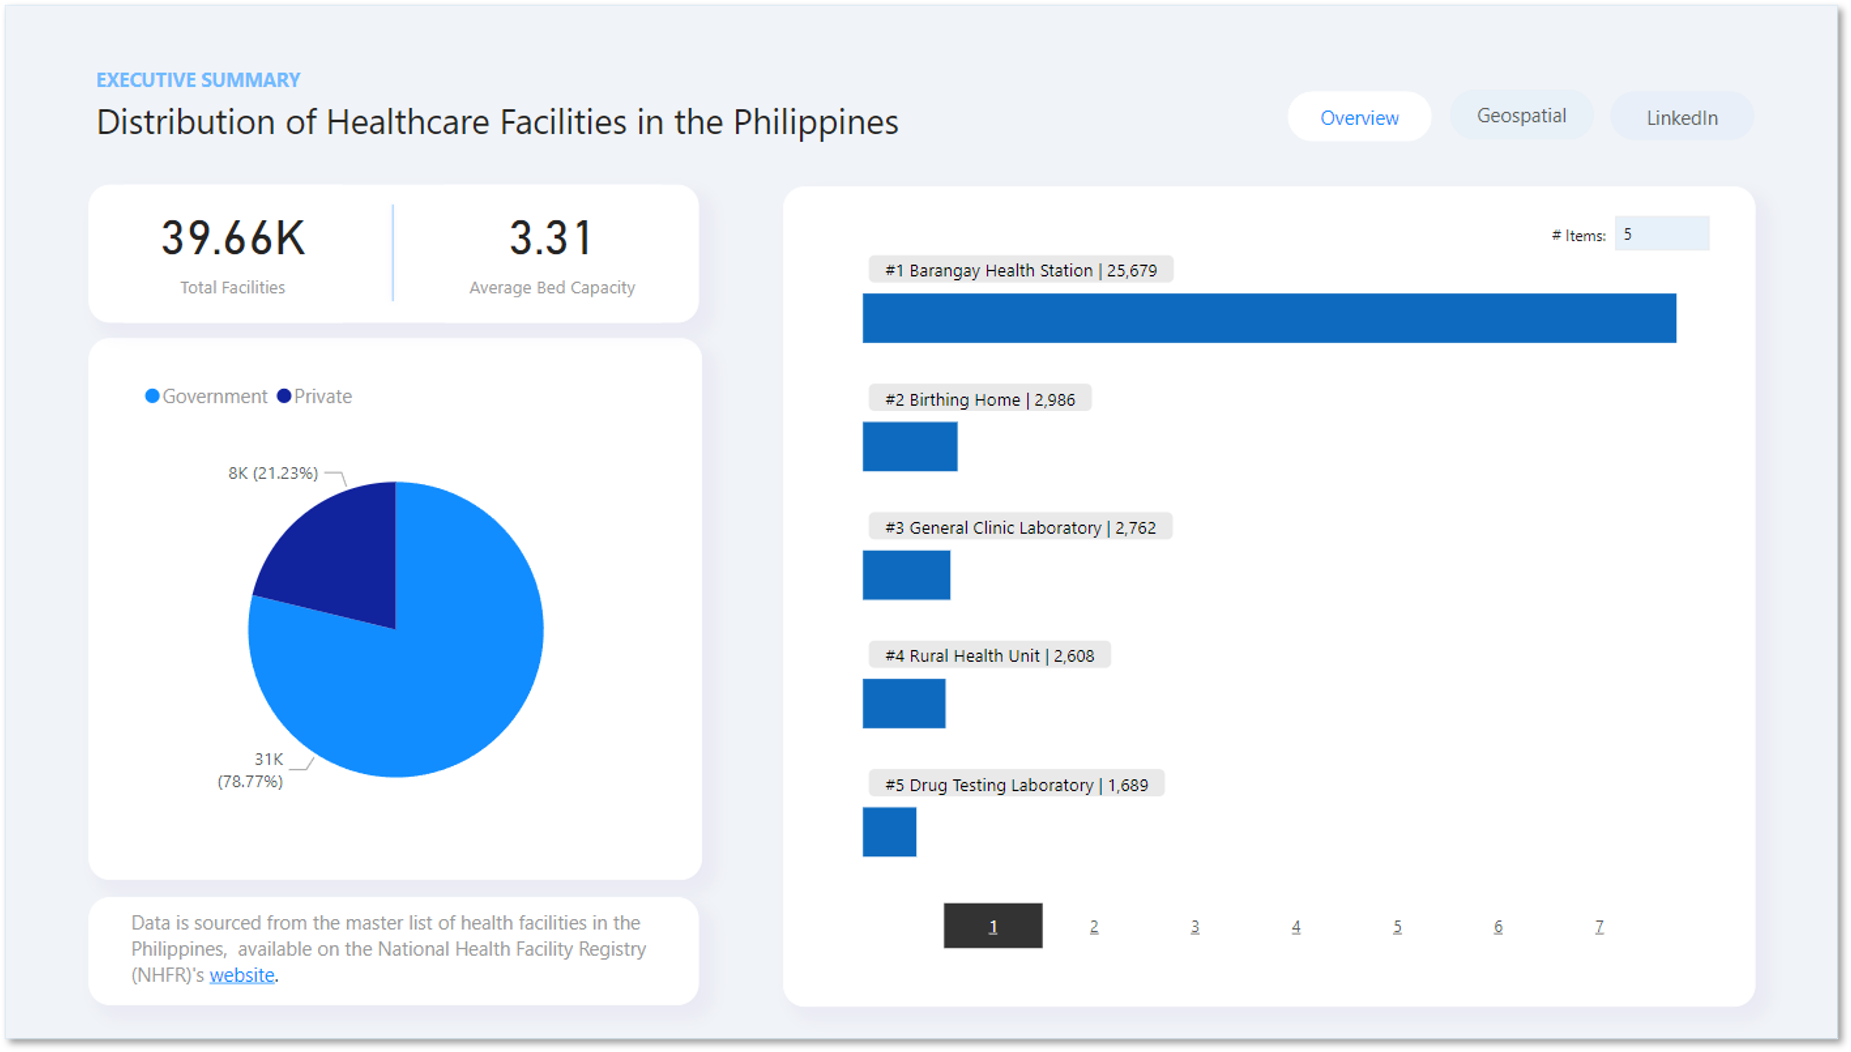 EXECUTIVE SUMMARY
Distribution of Healthcare Facilities in the Philippines
Overview
Geospatial
LinkedIn
39.66K
Total Facilities
3.31
Average Bed Capacity
Government
Private
8K (21.23%)
31K
(78.77%)
Data is sourced from the master list of health facilities in the
Philippines, available on the National Health Facility Registry
(NHFR)'s website.
# Items: 5
#1 Barangay Health Station | 25,679
#2 Birthing Home | 2,986
#3 General Clinic Laboratory | 2,762
#4 Rural Health Unit | 2,608
#5 Drug Testing Laboratory | 1,689
1 2 3 4 5 6 7